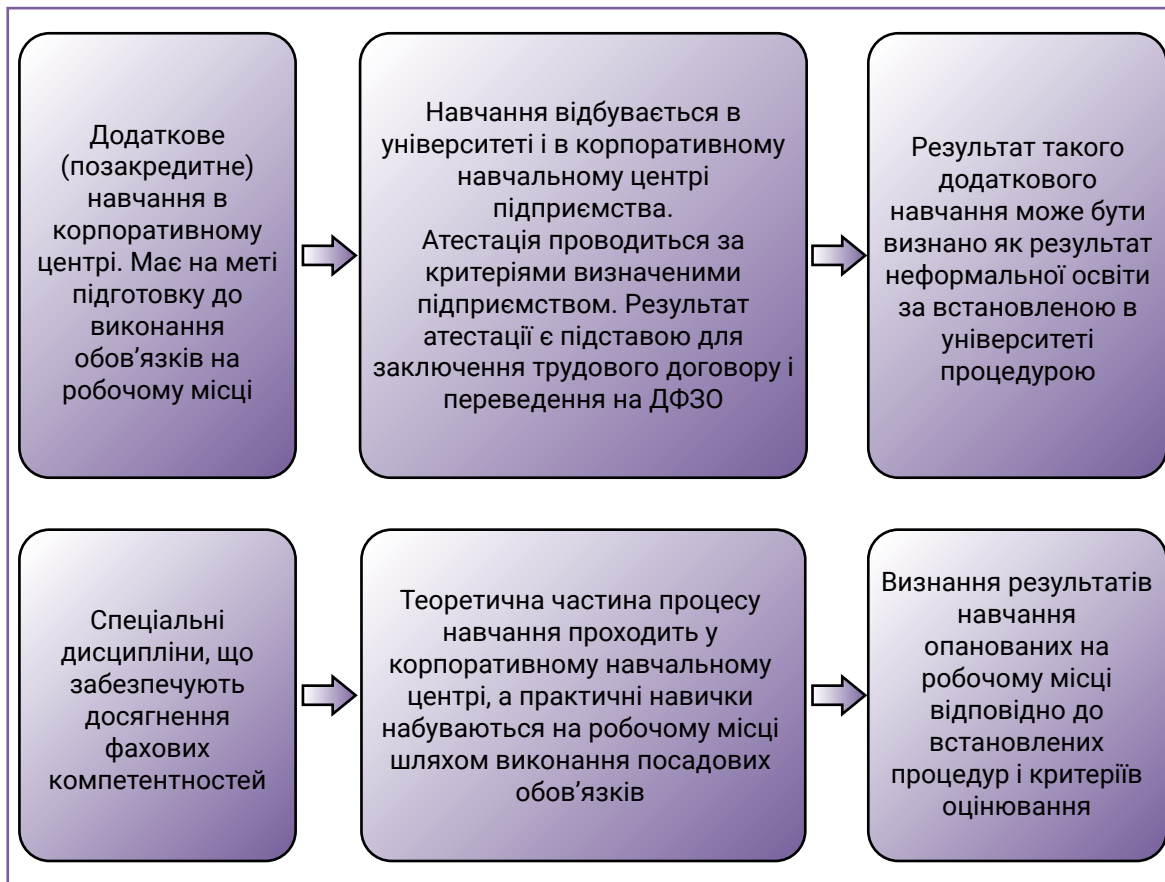 Додаткове
(позакредитне)
навчання в
корпоративному
центрі. Має на меті
підготовку до
виконання
обов’язків на
робочому місці
Навчання відбувається в
університеті і в корпоративному
навчальному центрі
підприємства.
Атестація проводиться за
критеріями визначеними
підприємством. Результат
атестації є підставою для
заключення трудового договору і
переведення на ДФЗО
Результат такого
додаткового
навчання може бути
визнано як результат
неформальної освіти
за встановленою в
університеті
процедурою
Спеціальні
дисципліни, що
забезпечують
досягнення
фахових
компетентностей
Теоретична частина процесу
навчання проходить у
корпоративному навчальному
центрі, а практичні навички
набуваються на робочому місці
шляхом виконання посадових
обов’язків
Визнання результатів
навчання
опанованих на
робочому місці
відповідно до
встановлених
процедур і критеріїв
оцінювання